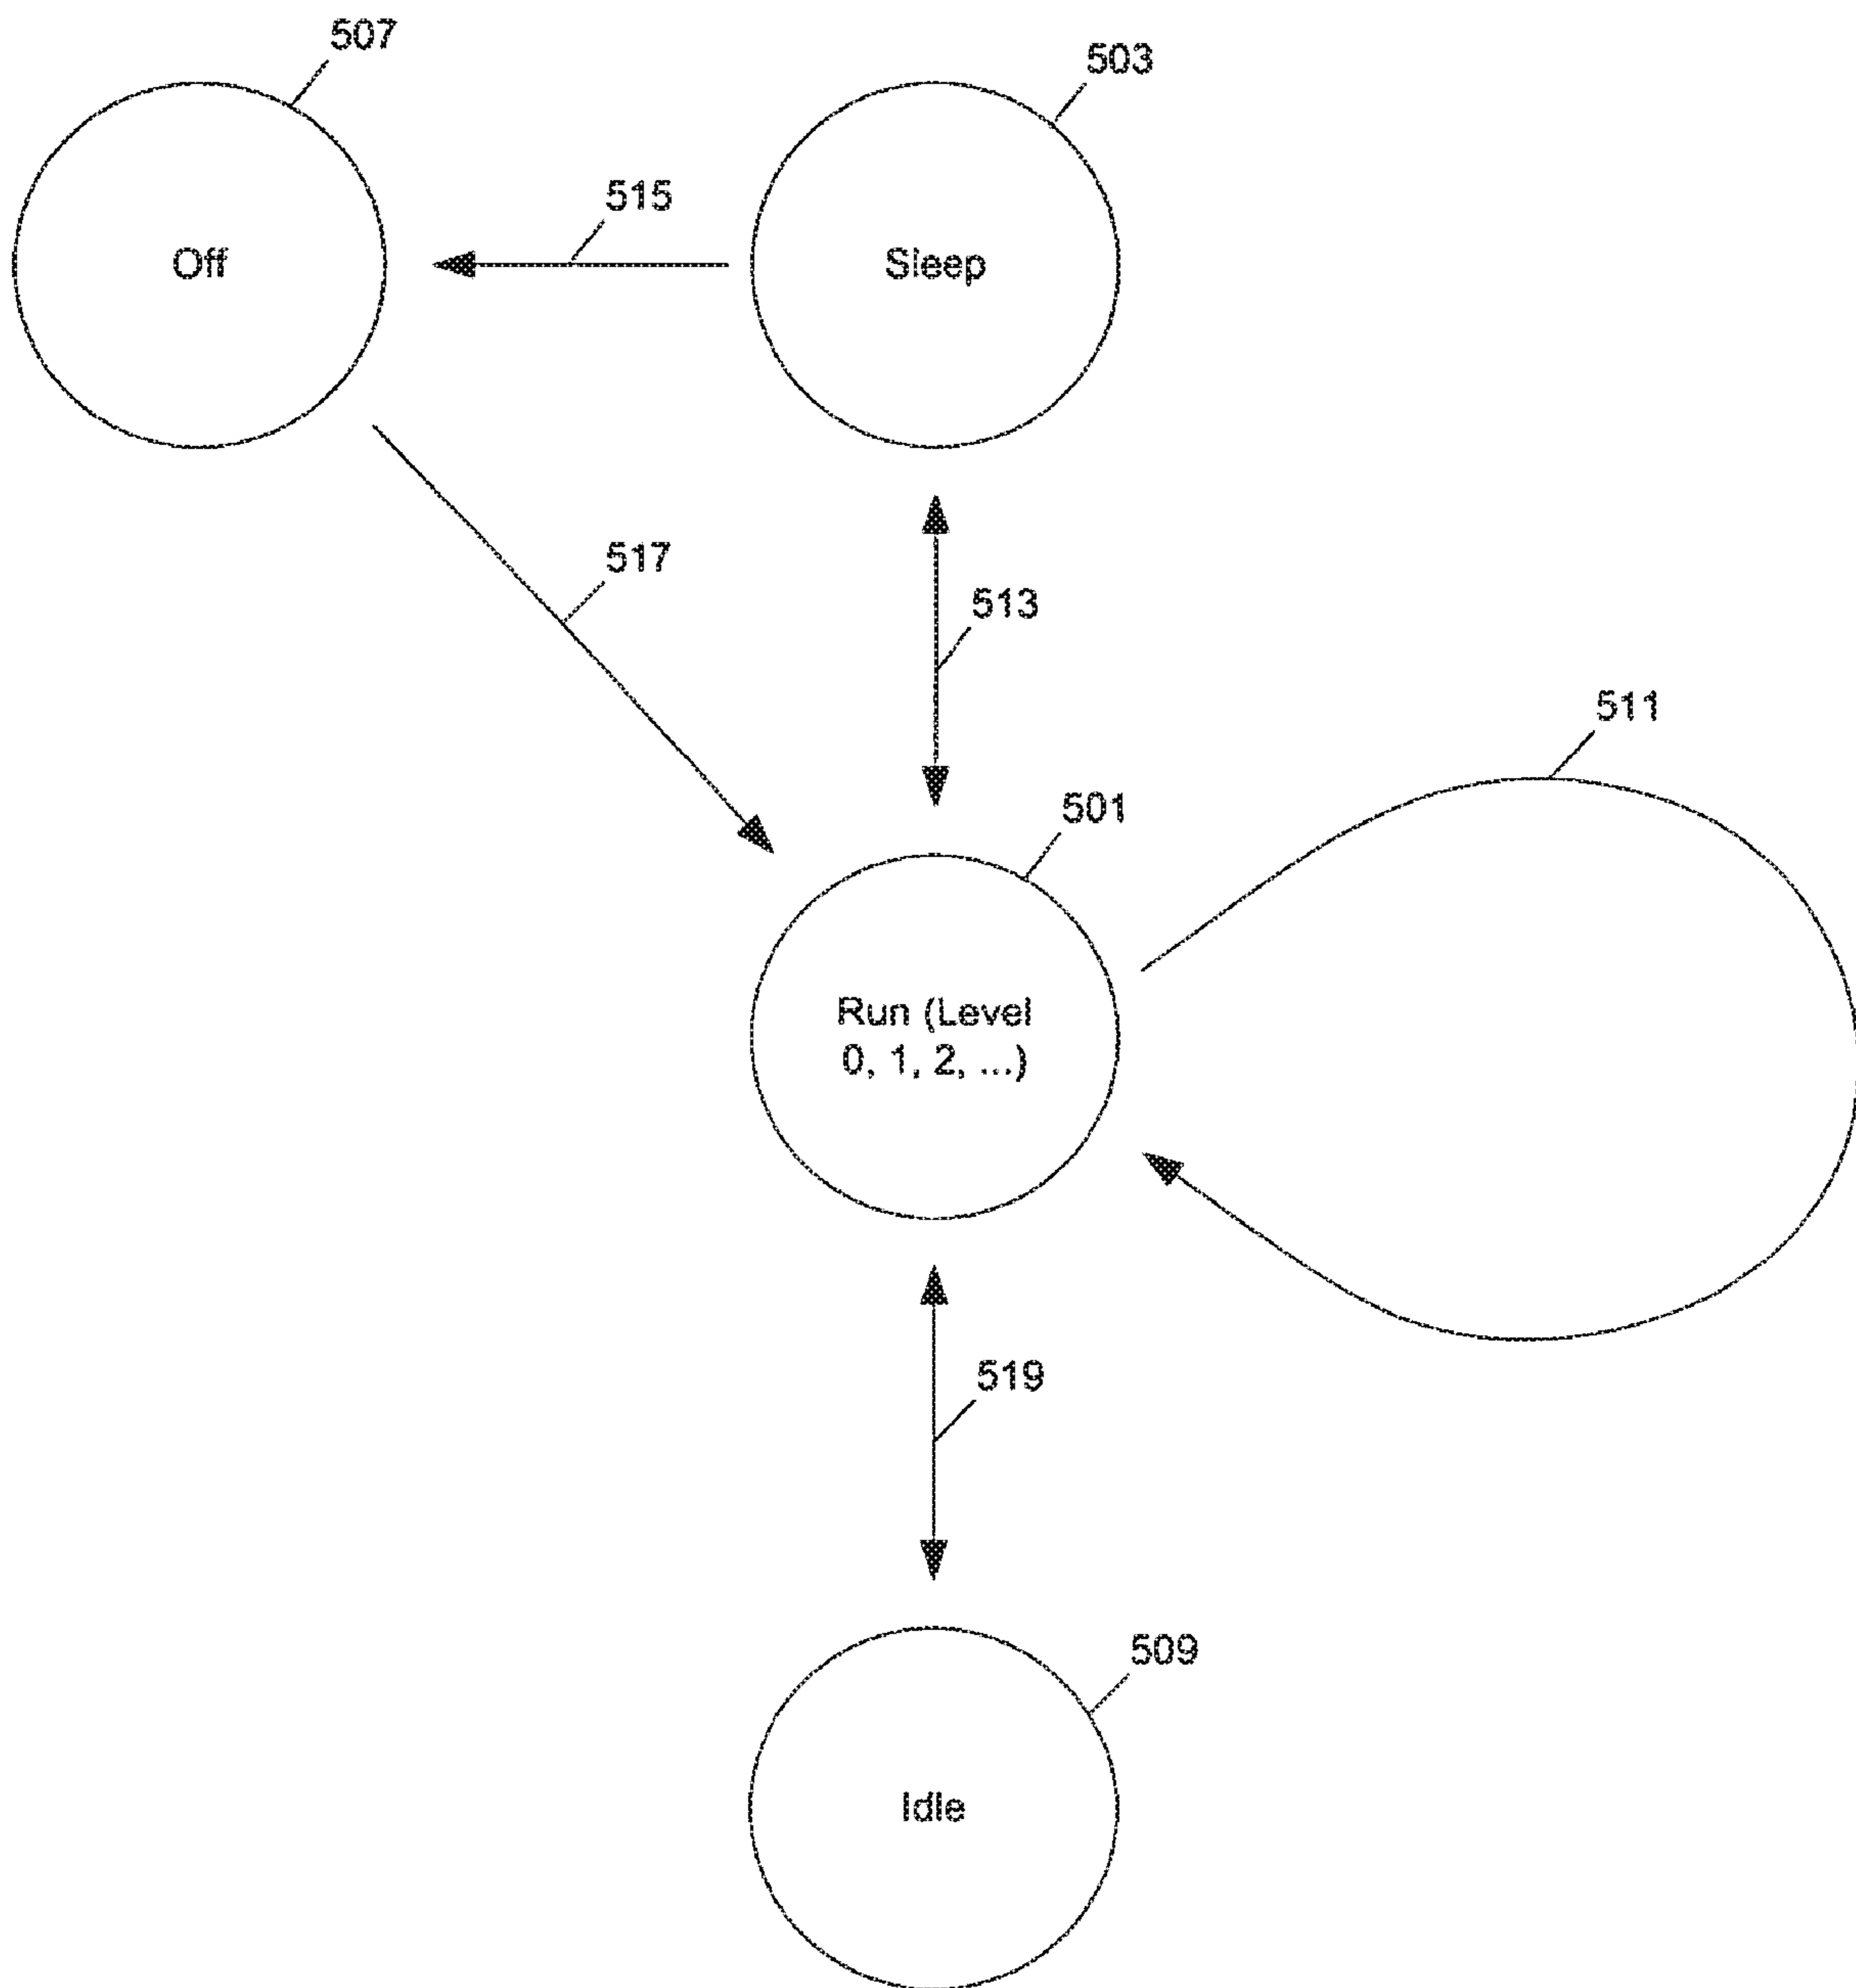 507
503
515
Off
Sleep
517
513
511
501
Run (Level
0, 1, 2, ...)
519
509
Idle